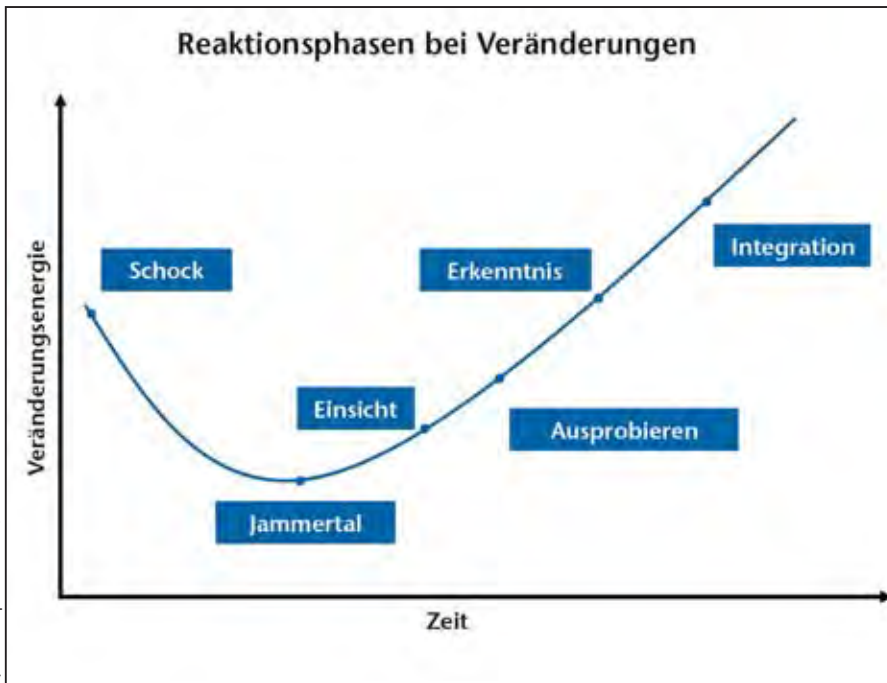 Reaktionsphasen bei Veränderungen
Veränderungsenergie
Schock
Erkenntnis
Integration
Einsicht
Ausprobieren
Jammertal
Zeit